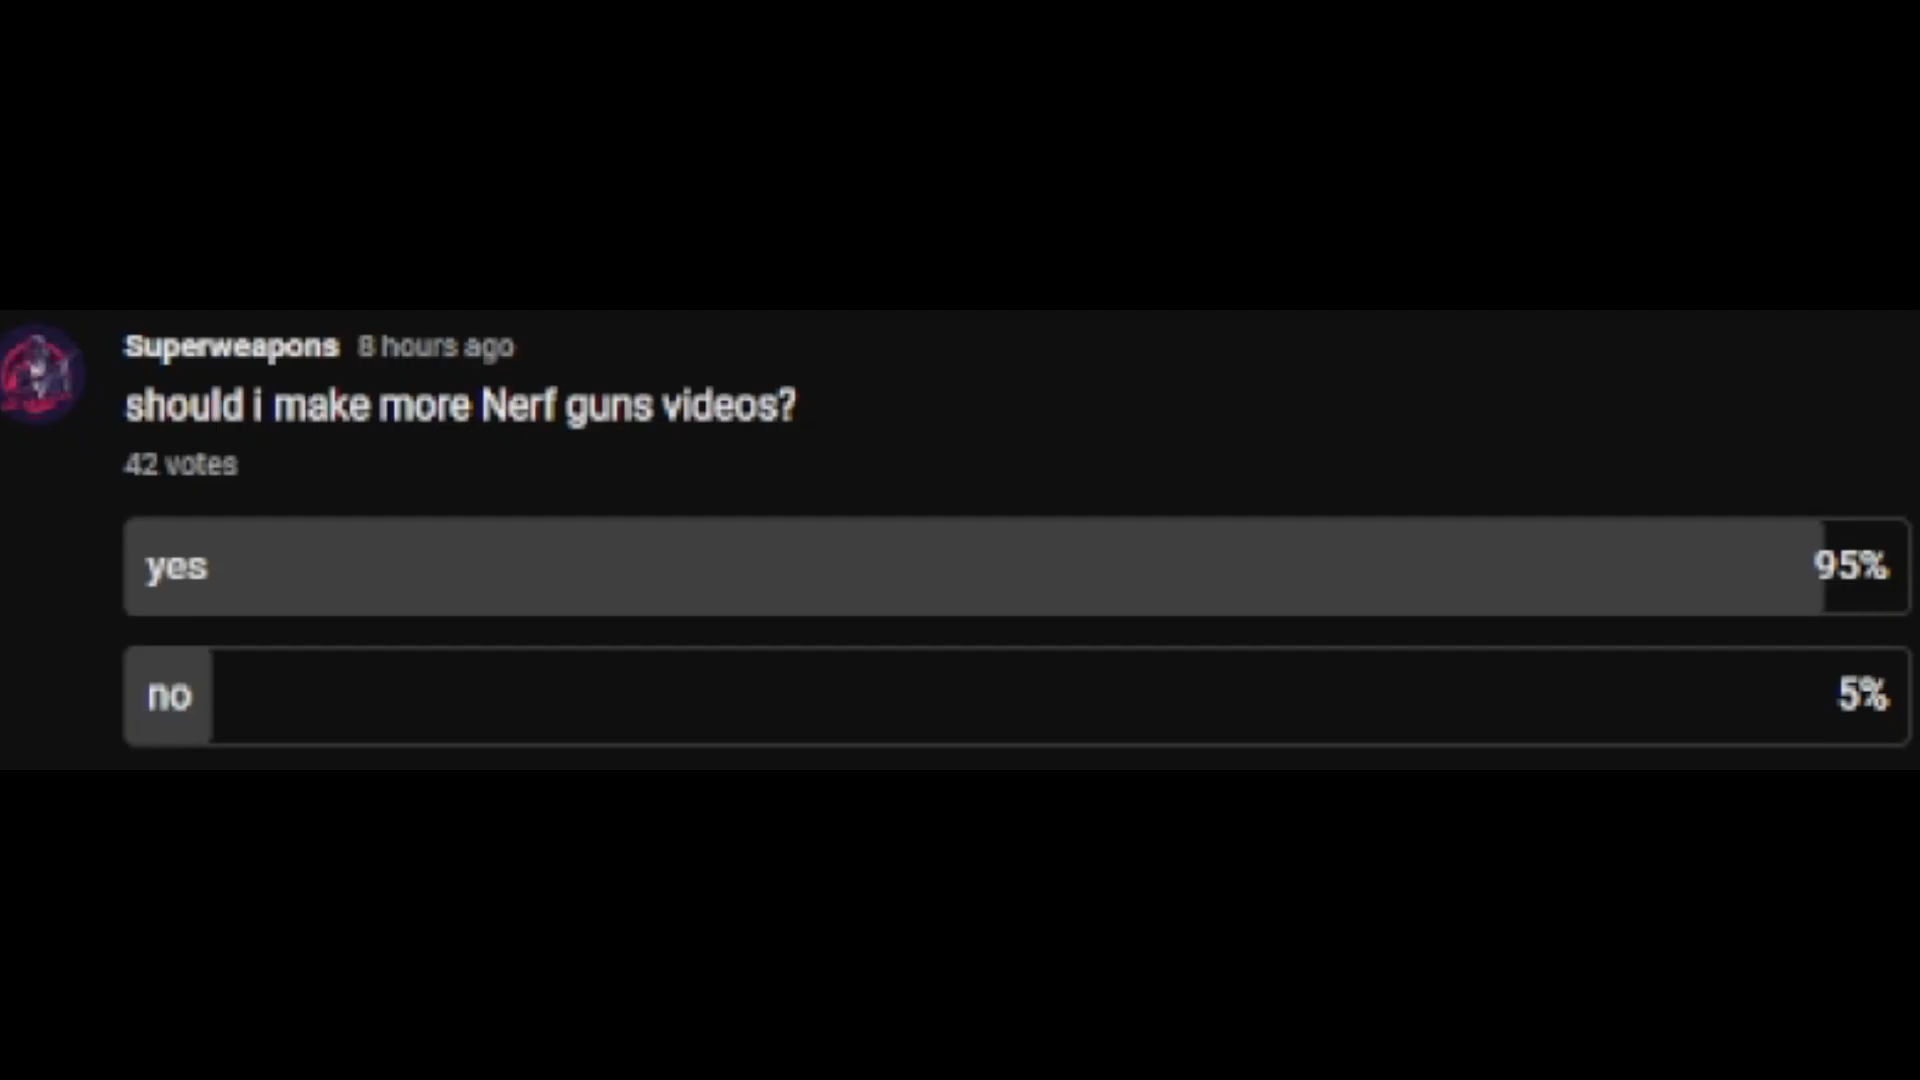 Superweapons 8 hours ago
should i make more Nerf guns videos?
42 votes
yes 95%
no 5%